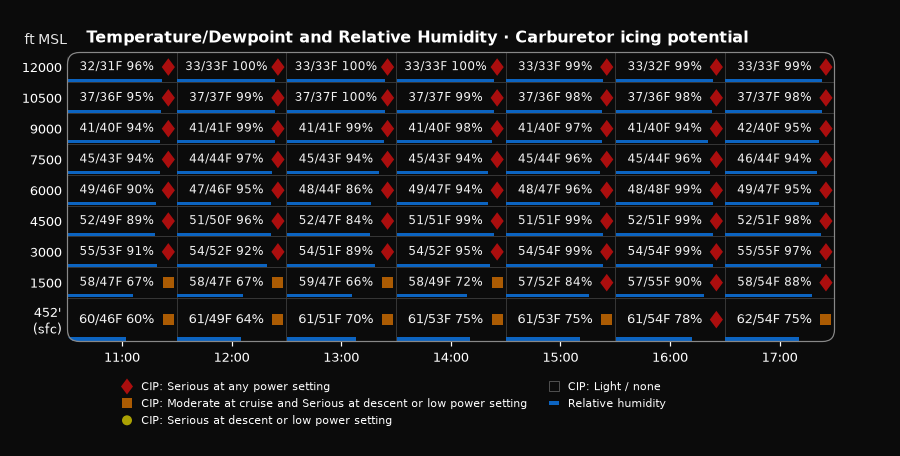 ft MSL Temperature/Dewpoint and Relative Humidity · Carburetor icing potential
12000 32/31F 96% 33/33F 100% 33/33F 100% 33/33F 100% 33/33F 99% 33/32F 99% 33/33F 99%
10500 37/36F 95% 37/37F 99% 37/37F 100% 37/37F 99% 37/36F 98% 37/36F 98% 37/37F 98%
9000 41/40F 94% 41/41F 99% 41/41F 99% 41/40F 98% 41/40F 97% 41/40F 94% 42/40F 95%
7500 45/43F 94% 44/44F 97% 45/43F 94% 45/43F 94% 45/44F 96% 45/44F 96% 46/44F 94%
6000 49/46F 90% 47/46F 95% 48/44F 86% 49/47F 94% 48/47F 96% 48/48F 99% 49/47F 95%
4500 52/49F 89% 51/50F 96% 52/47F 84% 51/51F 99% 51/51F 99% 52/51F 99% 52/51F 98%
3000 55/53F 91% 54/52F 92% 54/51F 89% 54/52F 95% 54/54F 99% 54/54F 99% 55/55F 97%
1500 58/47F 67% 58/47F 67% 59/47F 66% 58/49F 72% 57/52F 84% 57/55F 90% 58/54F 88%
452'
(sfc) 60/46F 60% 61/49F 64% 61/51F 70% 61/53F 75% 61/53F 75% 61/54F 78% 62/54F 75%
11:00 12:00 13:00 14:00 15:00 16:00 17:00
CIP: Serious at any power setting
CIP: Moderate at cruise and Serious at descent or low power setting
CIP: Serious at descent or low power setting
CIP: Light / none
Relative humidity